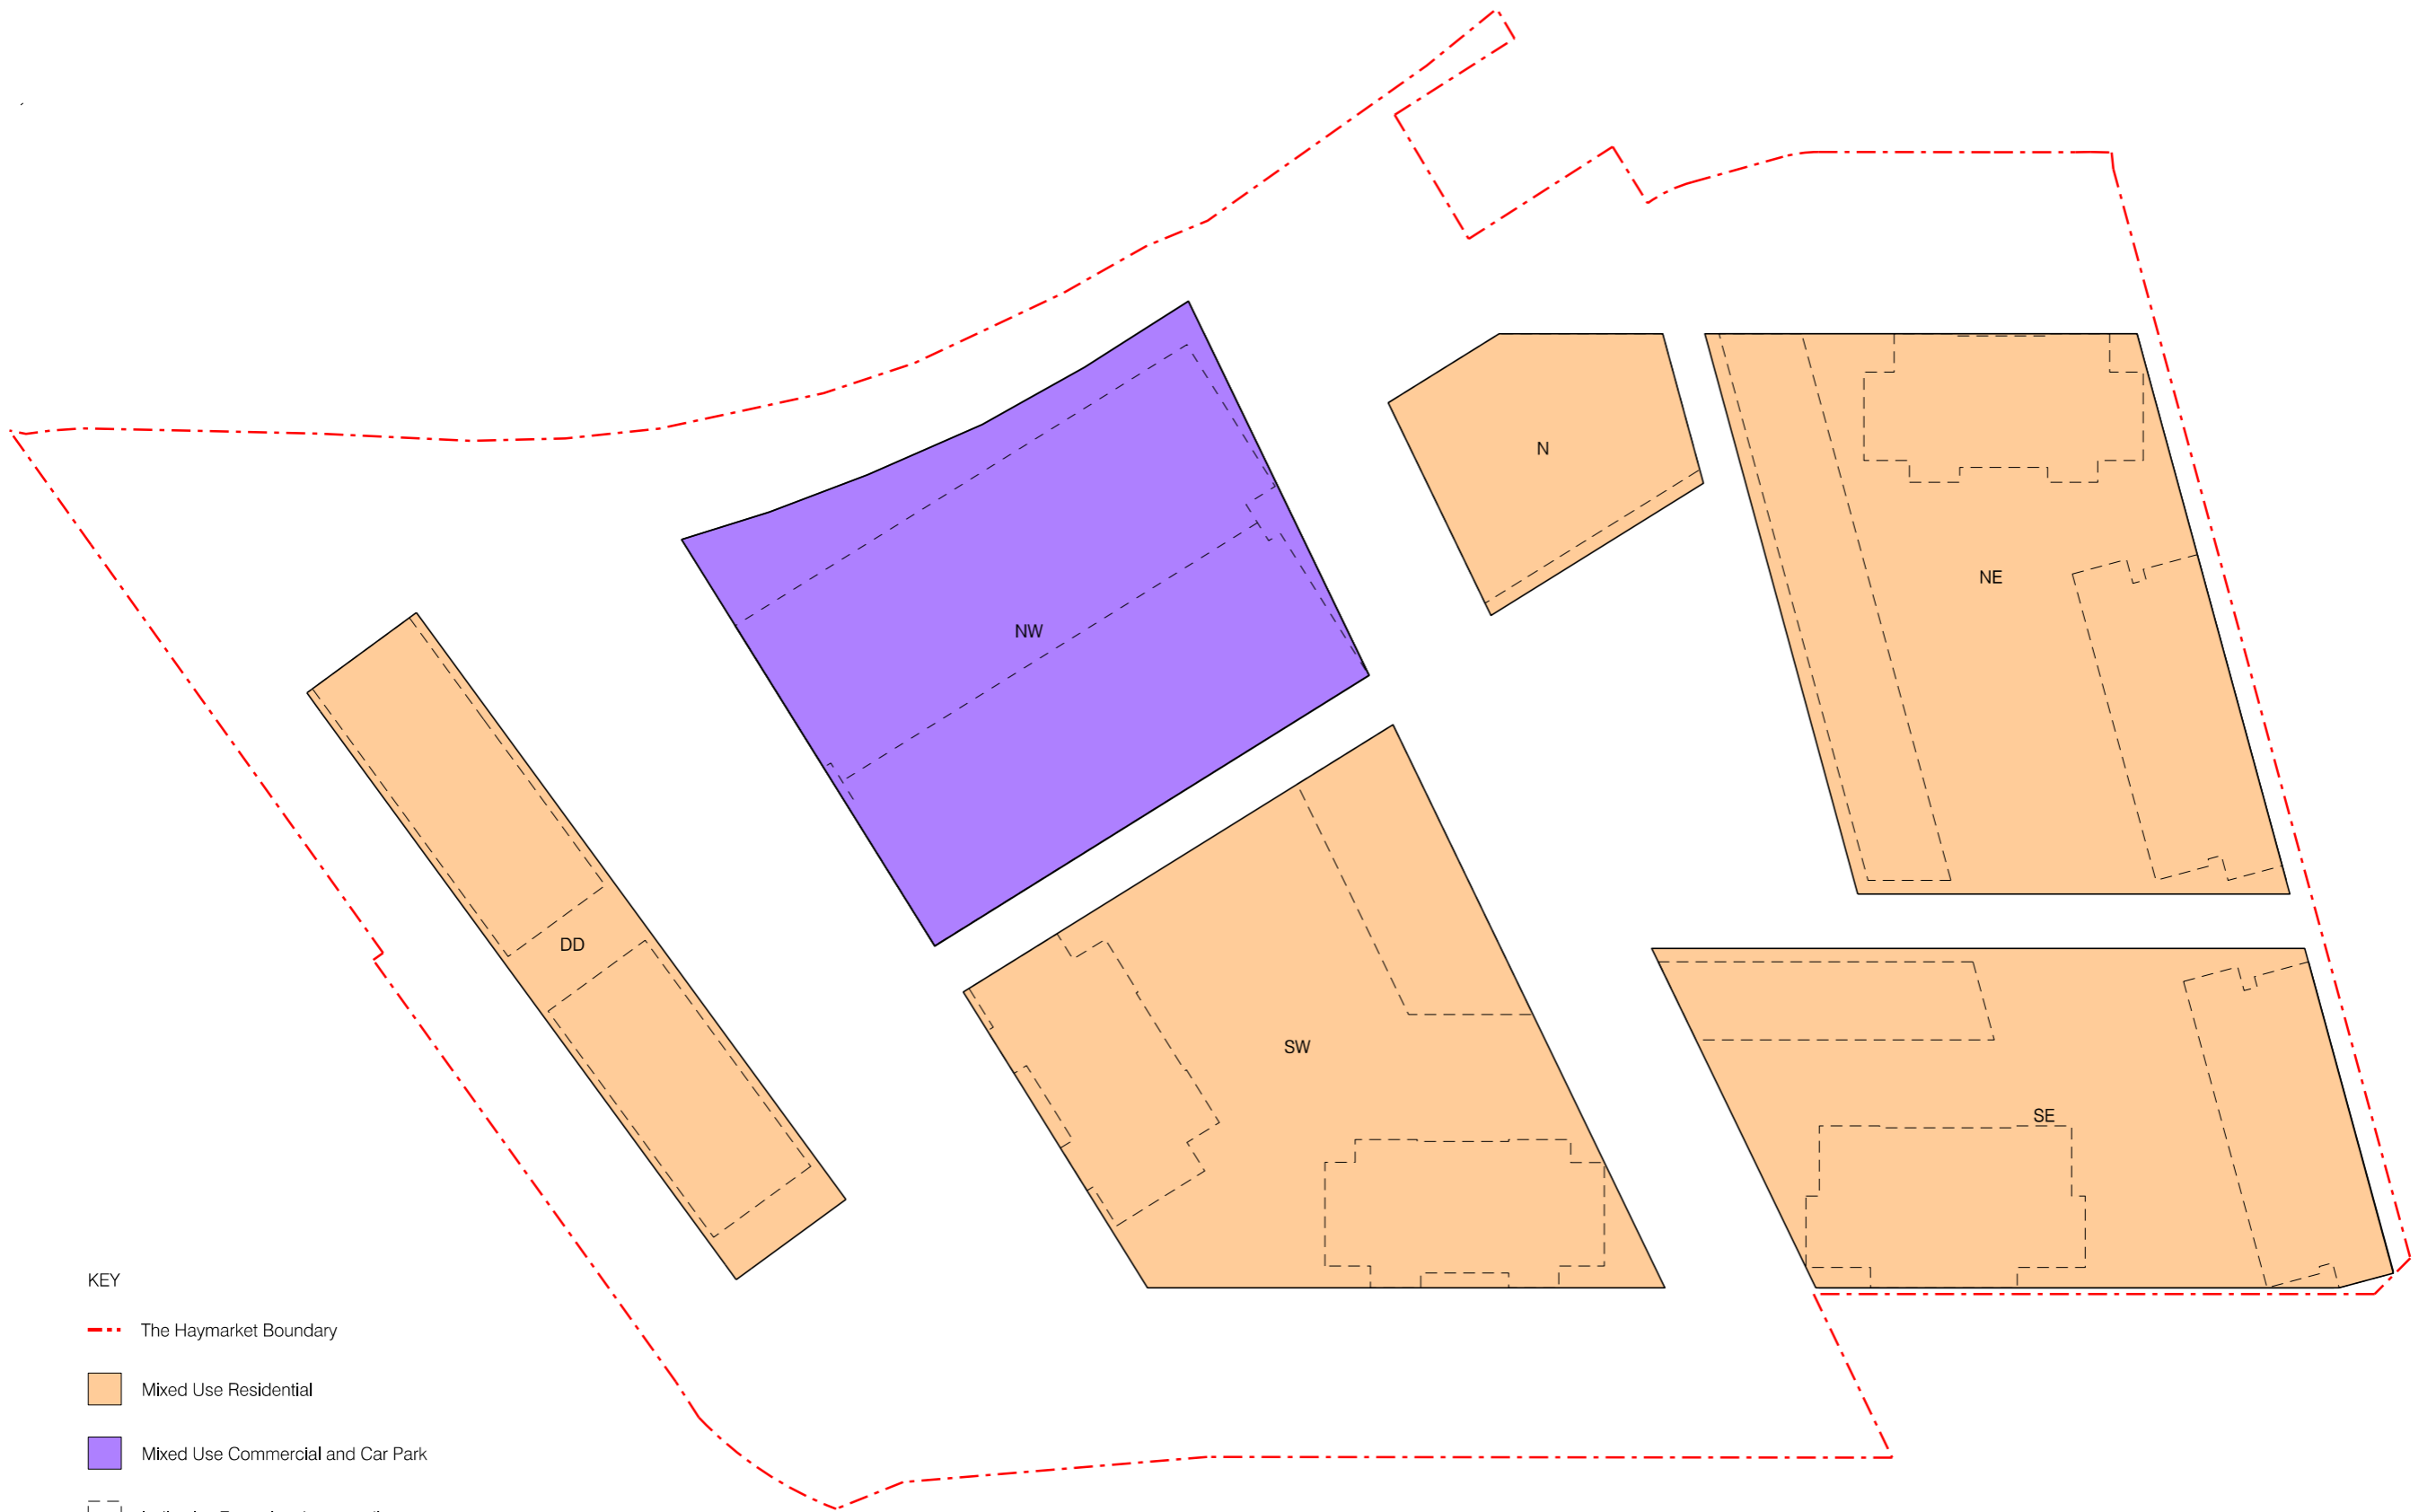 N
NE
NW
DD
SW
SE
KEY
The Haymarket Boundary
Mixed Use Residential
Mixed Use Commercial and Car Park